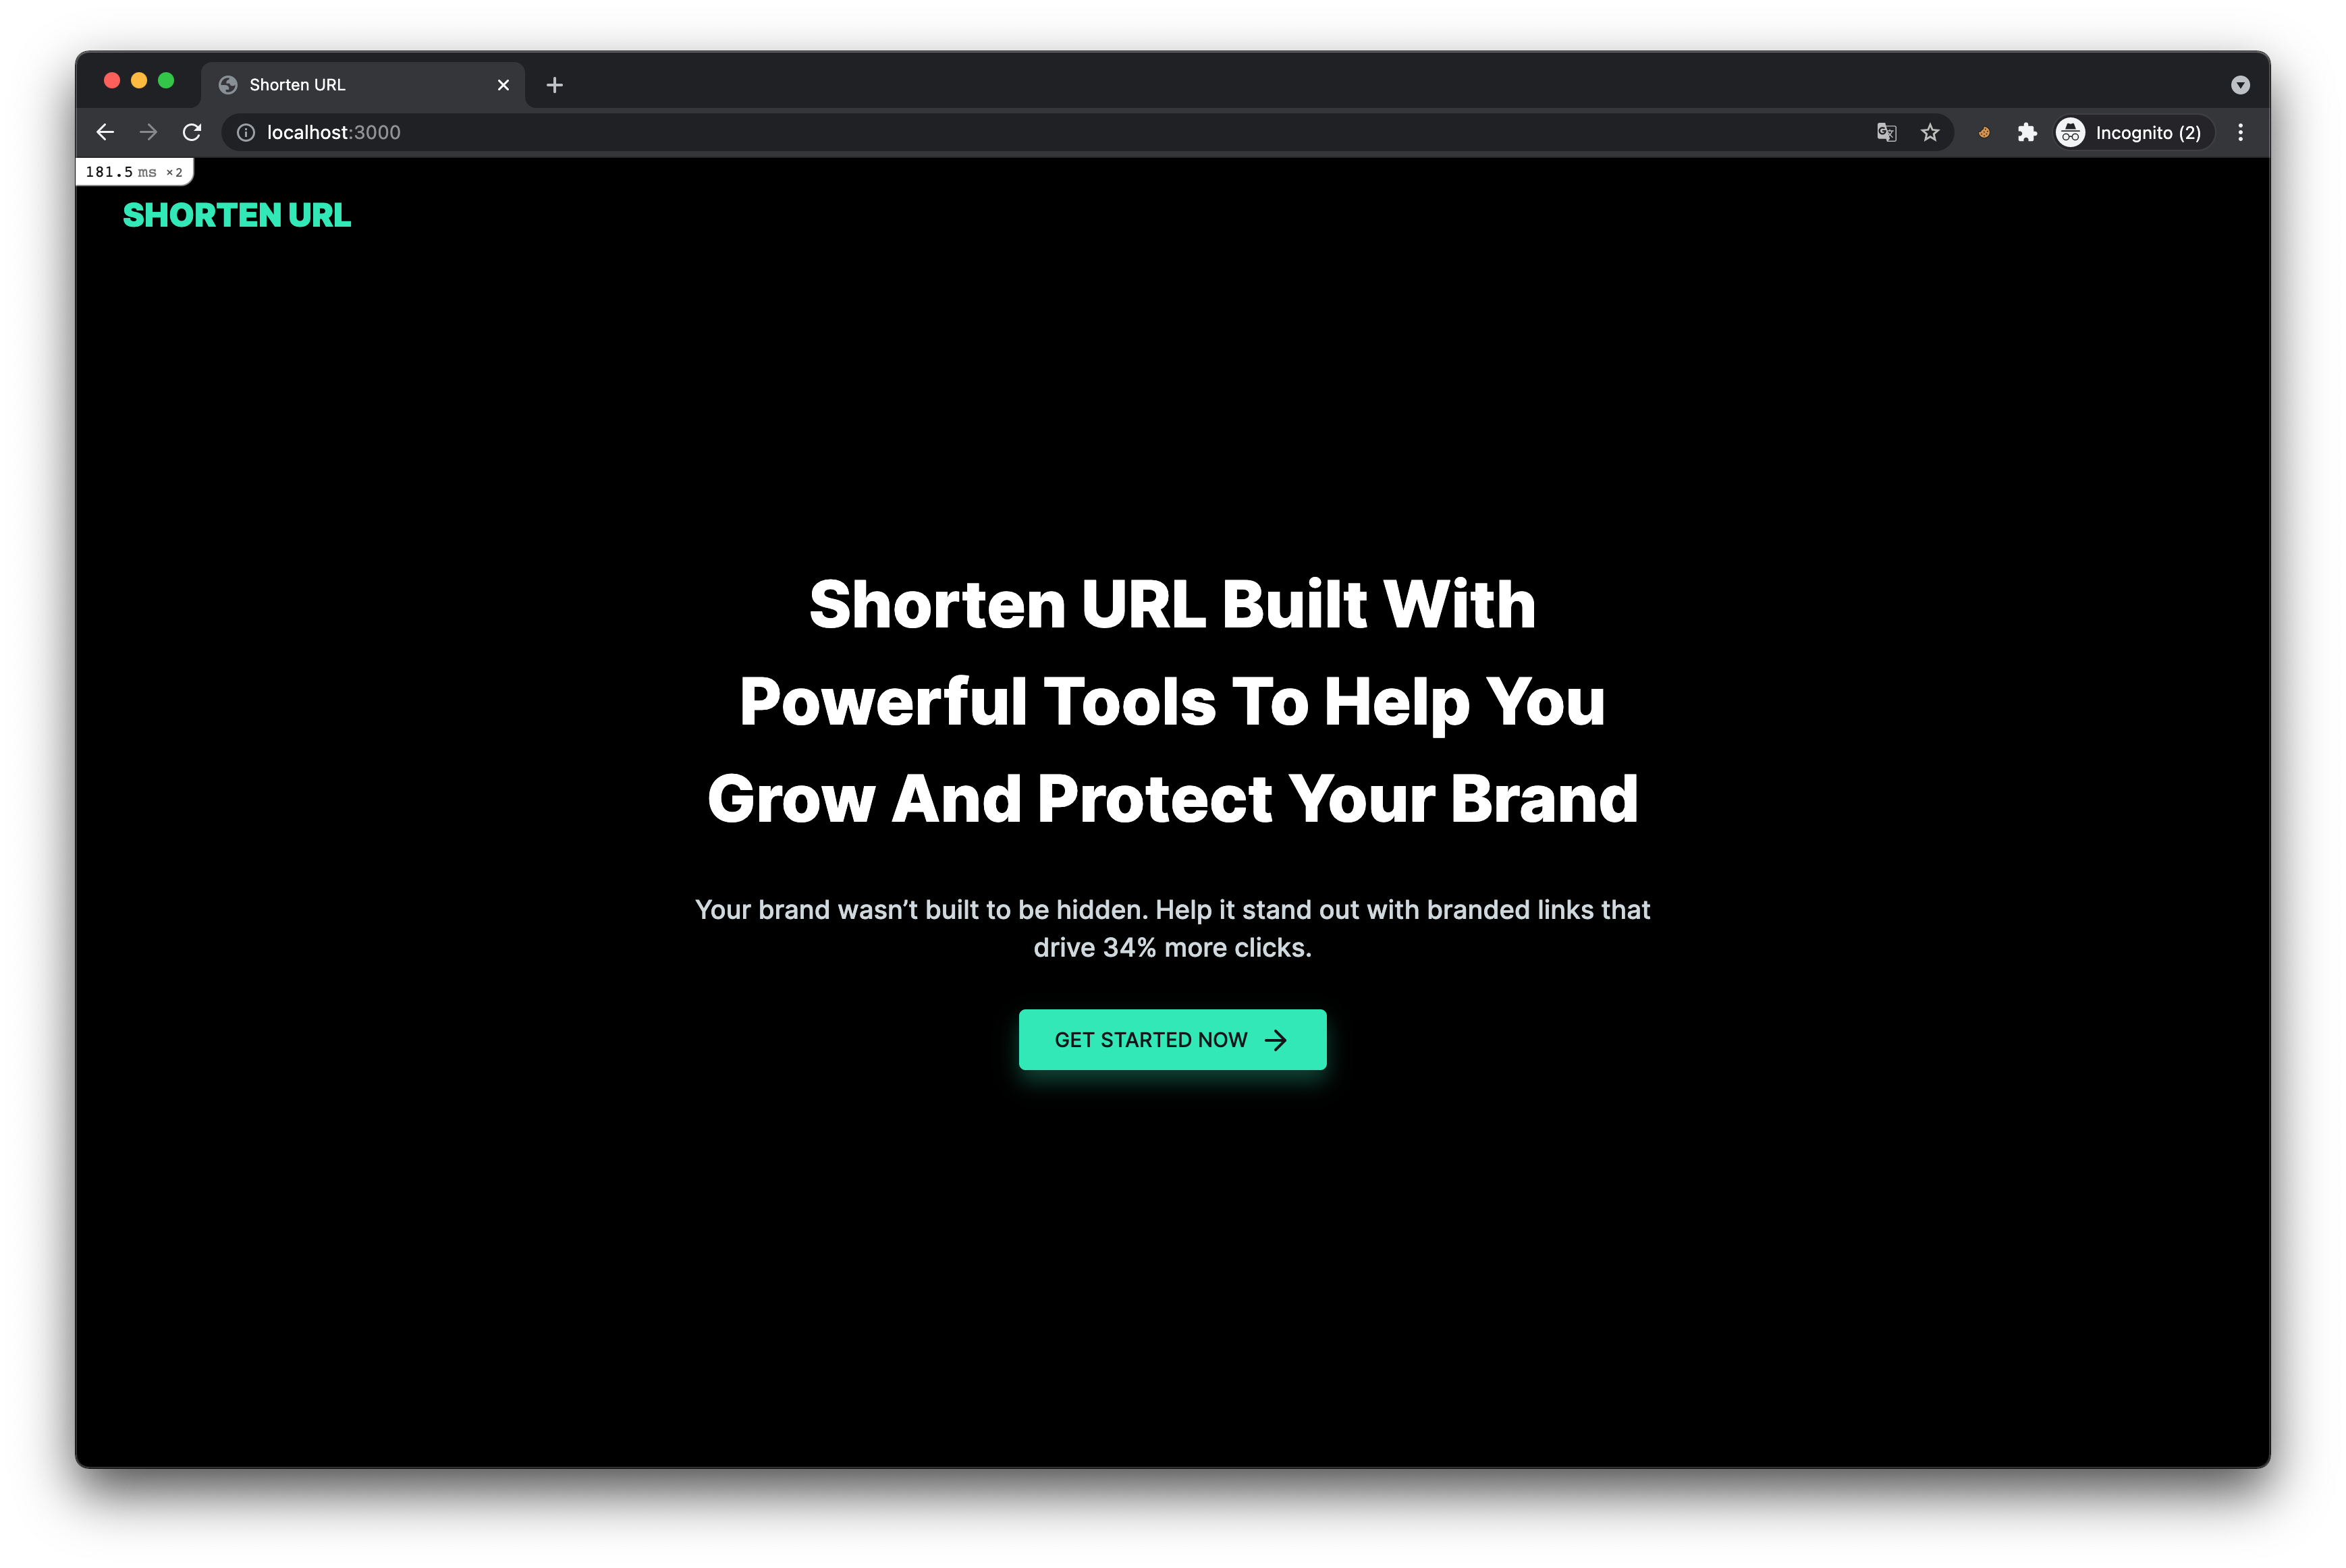 Shorten URL
localhost:3000
Incognito (2)
181.5 ms ×2
SHORTEN URL
Shorten URL Built With
Powerful Tools To Help You
Grow And Protect Your Brand
Your brand wasn’t built to be hidden. Help it stand out with branded links that
drive 34% more clicks.
GET STARTED NOW